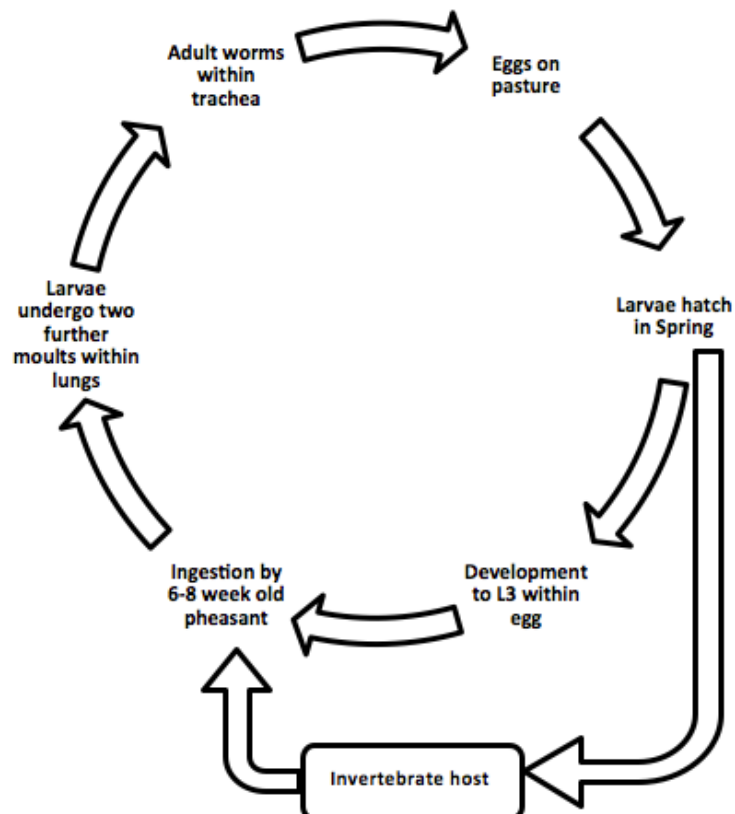 Adult worms
within
trachea
Eggs on
pasture
Larvae hatch
in Spring
Development
to L3 within
egg
Ingestion by
6-8 week old
pheasant
Larvae
undergo two
further
moults within
lungs
Invertebrate host